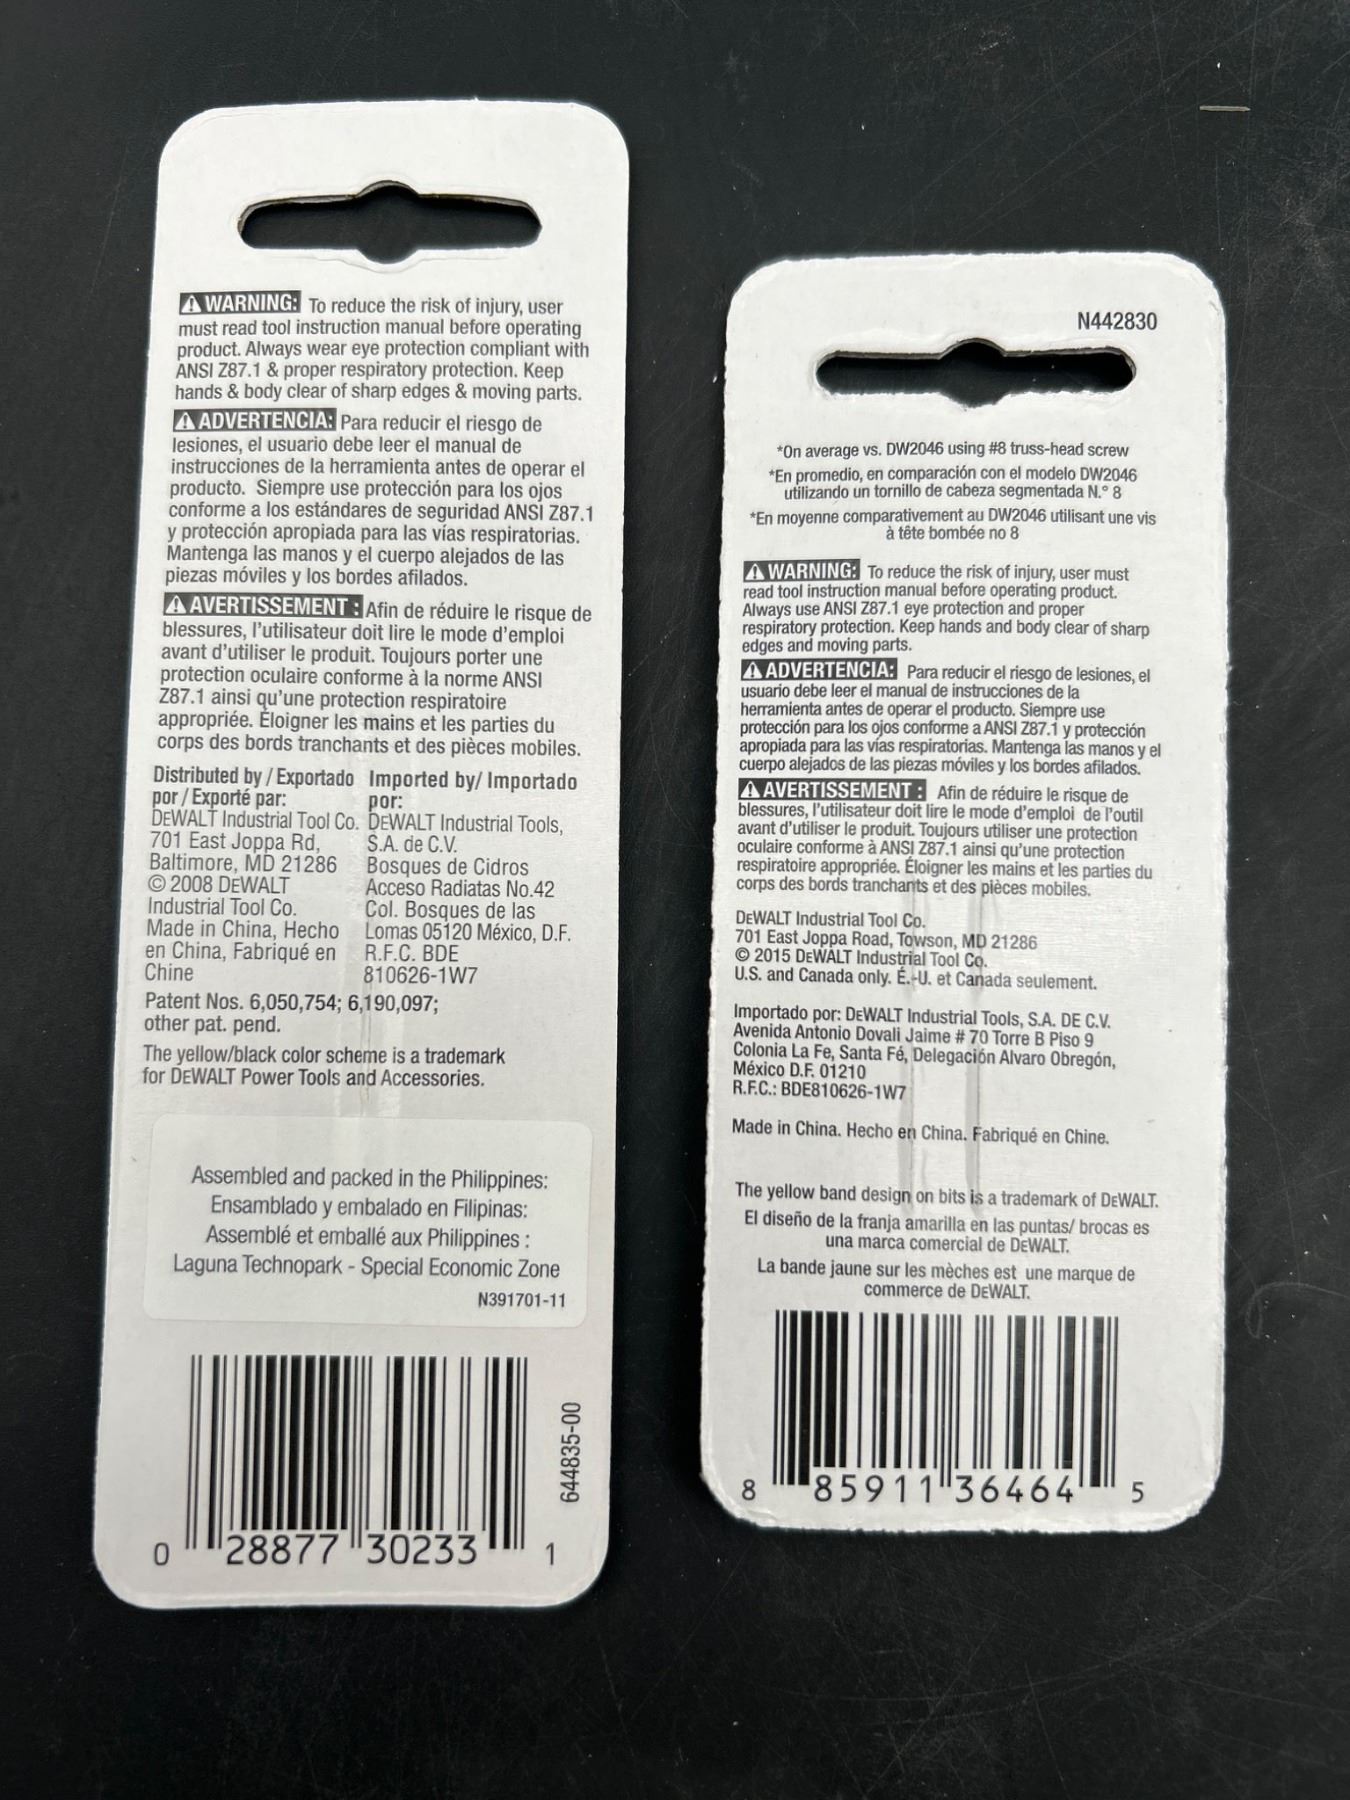 ⚠ WARNING: To reduce the risk of injury, user
must read tool instruction manual before operating
product. Always wear eye protection compliant with
ANSI Z87.1 & proper respiratory protection. Keep
hands & body clear of sharp edges & moving parts.
⚠ ADVERTENCIA: Para reducir el riesgo de
lesiones, el usuario debe leer el manual de
instrucciones de la herramienta antes de operar el
producto. Siempre use protección para los ojos
conforme a los estándares de seguridad ANSI Z87.1
y protección apropiada para las vías respiratorias.
Mantenga las manos y el cuerpo alejados de las
piezas móviles y los bordes afilados.
⚠ AVERTISSEMENT : Afin de réduire le risque de
blessures, l'utilisateur doit lire le mode d'emploi
avant d'utiliser le produit. Toujours porter une
protection oculaire conforme à la norme ANSI
Z87.1 ainsi qu'une protection respiratoire
appropriée. Éloigner les mains et les parties du
corps des bords tranchants et des pièces mobiles.
Distributed by / Exportado
por / Exporté par:
DEWALT Industrial Tool Co.
701 East Joppa Rd,
Baltimore, MD 21286
© 2008 DEWALT
Industrial Tool Co.
Made in China, Hecho
en China, Fabriqué en
Chine
Imported by/ Importado
por:
DEWALT Industrial Tools,
S.A. de C.V.
Bosques de Cidros
Acceso Radiatas No.42
Col. Bosques de las
Lomas 05120 México, D.F.
R.F.C. BDE
810626-1W7
Patent Nos. 6,050,754; 6,190,097;
other pat. pend.
The yellow/black color scheme is a trademark
for DEWALT Power Tools and Accessories.
Assembled and packed in the Philippines:
Ensamblado y embalado en Filipinas:
Assemblé et emballé aux Philippines :
Laguna Technopark - Special Economic Zone
N391701-11
644835-00
0 28877 30233 1
N442830
*On average vs. DW2046 using #8 truss-head screw
*En promedio, en comparación con el modelo DW2046
utilizando un tornillo de cabeza segmentada N.° 8
*En moyenne comparativement au DW2046 utilisant une vis
à tête bombée no 8
⚠ WARNING: To reduce the risk of injury, user must
read tool instruction manual before operating product.
Always use ANSI Z87.1 eye protection and proper
respiratory protection. Keep hands and body clear of sharp
edges and moving parts.
⚠ ADVERTENCIA: Para reducir el riesgo de lesiones, el
usuario debe leer el manual de instrucciones de la
herramienta antes de operar el producto. Siempre use
protección para los ojos conforme a ANSI Z87.1 y protección
apropiada para las vías respiratorias. Mantenga las manos y el
cuerpo alejados de las piezas móviles y los bordes afilados.
⚠ AVERTISSEMENT : Afin de réduire le risque de
blessures, l'utilisateur doit lire le mode d'emploi de l'outil
avant d'utiliser le produit. Toujours utiliser une protection
oculaire conforme à ANSI Z87.1 ainsi qu'une protection
respiratoire appropriée. Éloigner les mains et les parties du
corps des bords tranchants et des pièces mobiles.
DEWALT Industrial Tool Co.
701 East Joppa Road, Towson, MD 21286
© 2015 DEWALT Industrial Tool Co.
U.S. and Canada only. É.-U. et Canada seulement.
Importado por: DEWALT Industrial Tools, S.A. DE C.V.
Avenida Antonio Dovali Jaime # 70 Torre B Piso 9
Colonia La Fe, Santa Fé, Delegación Alvaro Obregón,
México D.F. 01210
R.F.C.: BDE810626-1W7
Made in China. Hecho en China. Fabriqué en Chine.
The yellow band design on bits is a trademark of DEWALT.
El diseño de la franja amarilla en las puntas/ brocas es
una marca comercial de DEWALT.
La bande jaune sur les mèches est une marque de
commerce de DEWALT.
8 85911 36464 5